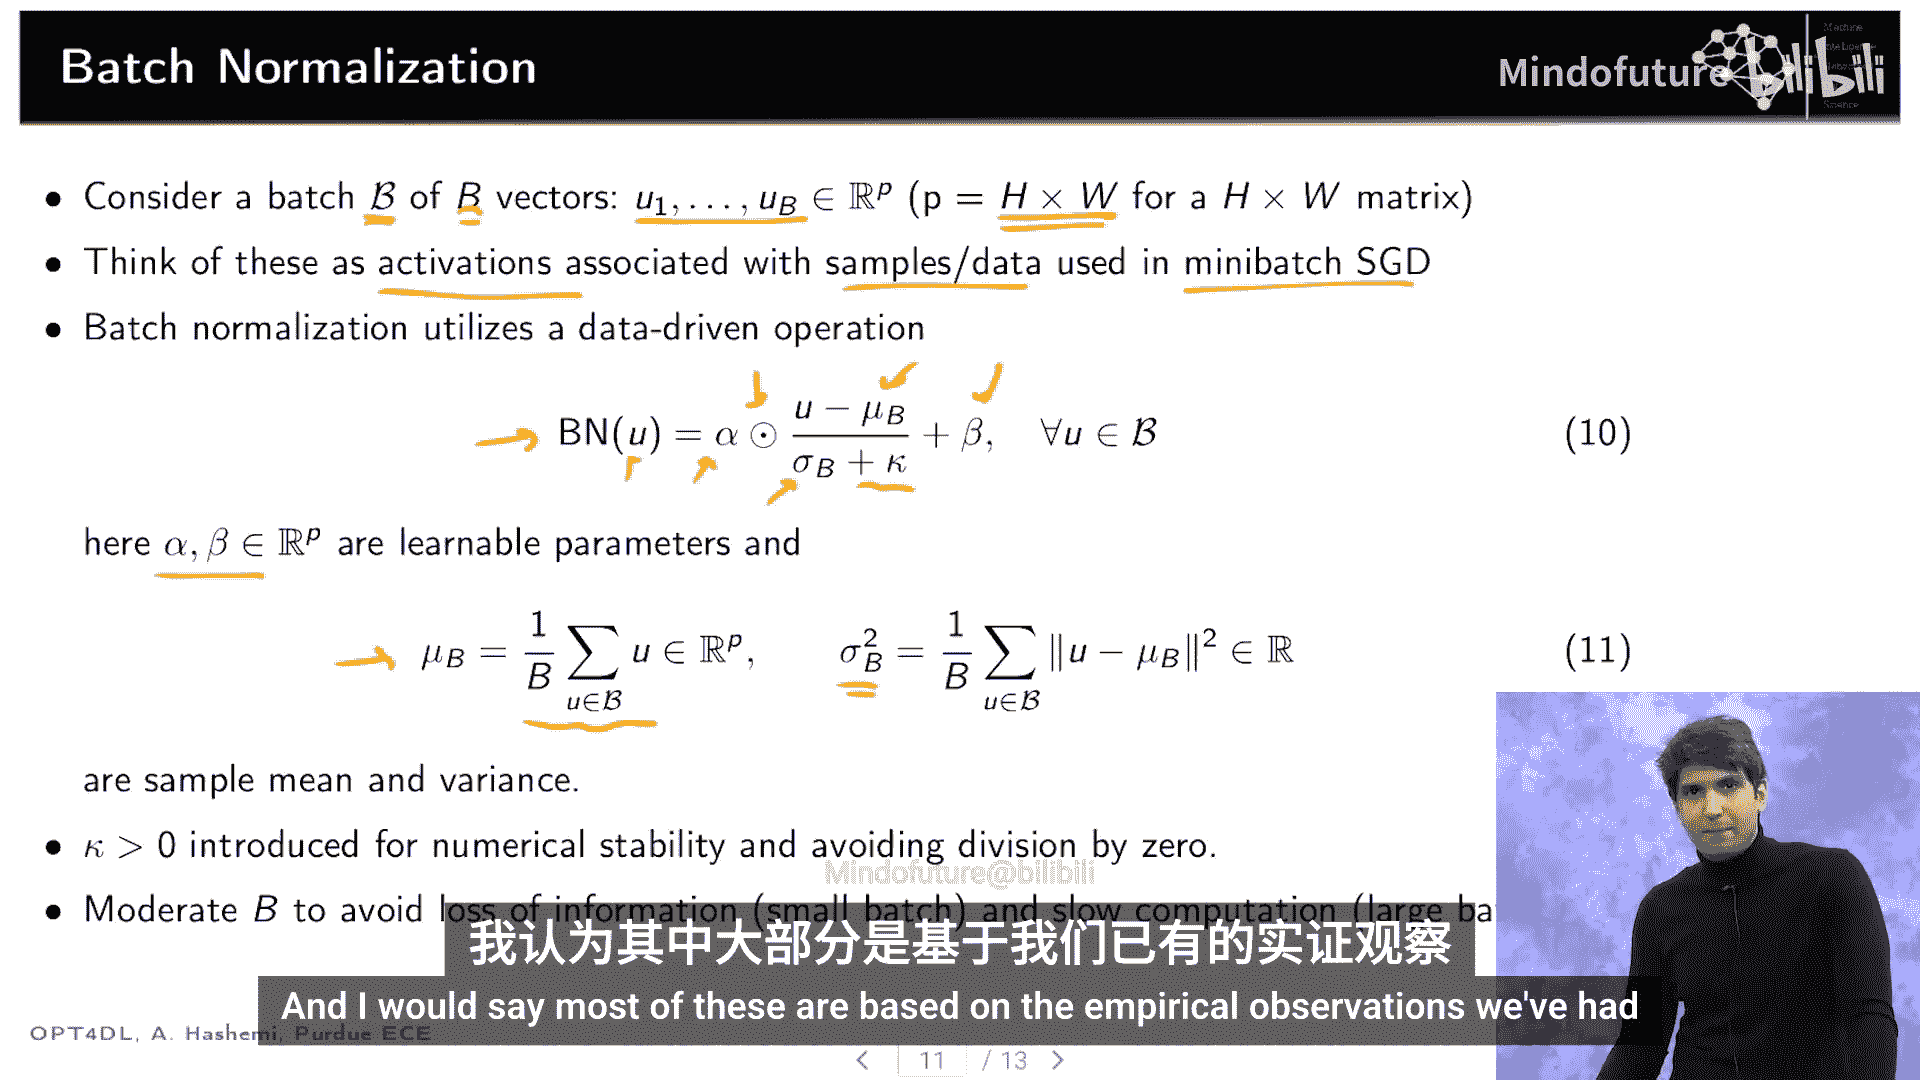 Batch Normalization
Mindofuture bilibili
Machine
Science
• Consider a batch ℬ of B vectors: u₁, . . . , u_B ∈ ℝᵖ (p = H × W for a H × W matrix)
• Think of these as activations associated with samples/data used in minibatch SGD
• Batch normalization utilizes a data-driven operation
BN(u) = α ⊙ (u − μ_B)/(σ_B + κ) + β, ∀u ∈ ℬ (10)
here α, β ∈ ℝᵖ are learnable parameters and
μ_B = 1/B ∑_{u∈ℬ} u ∈ ℝᵖ, σ²_B = 1/B ∑_{u∈ℬ} ‖u − μ_B‖² ∈ ℝ (11)
are sample mean and variance.
• κ > 0 introduced for numerical stability and avoiding division by zero.
Mindofuture@bilibili
• Moderate B to avoid loss of information (small batch) and slow computation (large ba
我认为其中大部分是基于我们已有的实证观察
And I would say most of these are based on the empirical observations we've had
OPT4DL, A. Hashemi, Purdue ECE
< 11 / 13 >